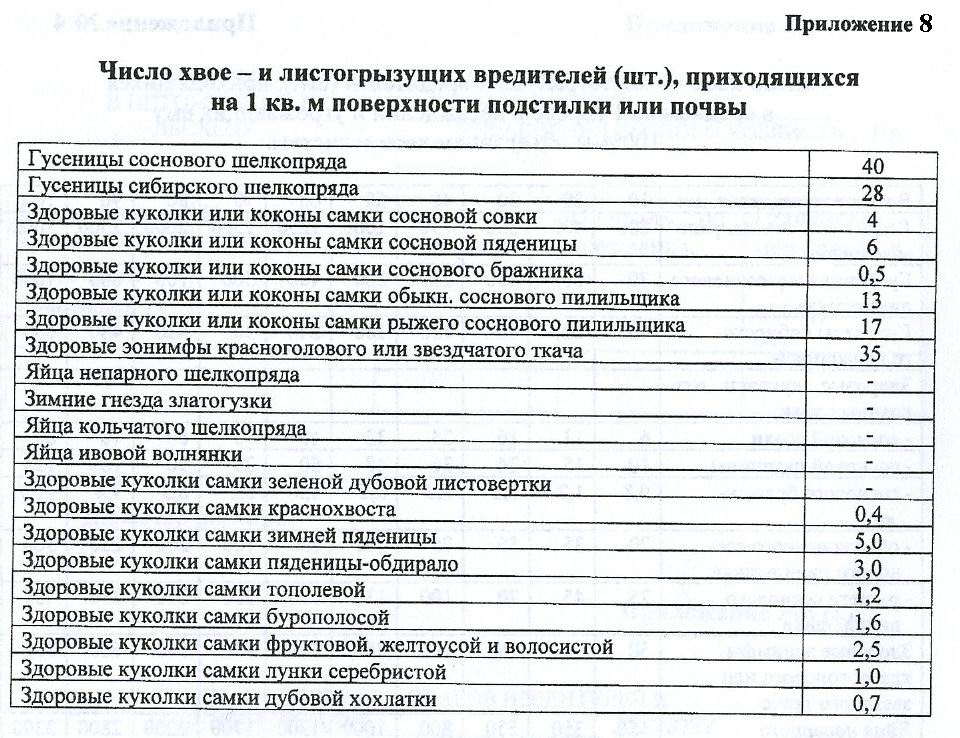 Приложение 8
Число хвое – и листогрызущих вредителей (шт.), приходящихся
на 1 кв. м поверхности подстилки или почвы
Гусеницы соснового шелкопряда 40
Гусеницы сибирского шелкопряда 28
Здоровые куколки или коконы самки сосновой совки 4
Здоровые куколки или коконы самки сосновой пяденицы 6
Здоровые куколки или коконы самки соснового бражника 0,5
Здоровые куколки или коконы самки обыкн. соснового пилильщика 13
Здоровые куколки или коконы самки рыжего соснового пилильщика 17
Здоровые эонимфы красноголового или звездчатого ткача 35
Яйца непарного шелкопряда -
Зимние гнезда златогузки -
Яйца кольчатого шелкопряда -
Яйца ивовой волнянки -
Здоровые куколки самки зеленой дубовой листовертки -
Здоровые куколки самки краснохвоста 0,4
Здоровые куколки самки зимней пяденицы 5,0
Здоровые куколки самки пяденицы-обдирало 3,0
Здоровые куколки самки тополевой 1,2
Здоровые куколки самки бурополосой 1,6
Здоровые куколки самки фруктовой, желтоусой и волосистой 2,5
Здоровые куколки самки лунки серебристой 1,0
Здоровые куколки самки дубовой хохлатки 0,7